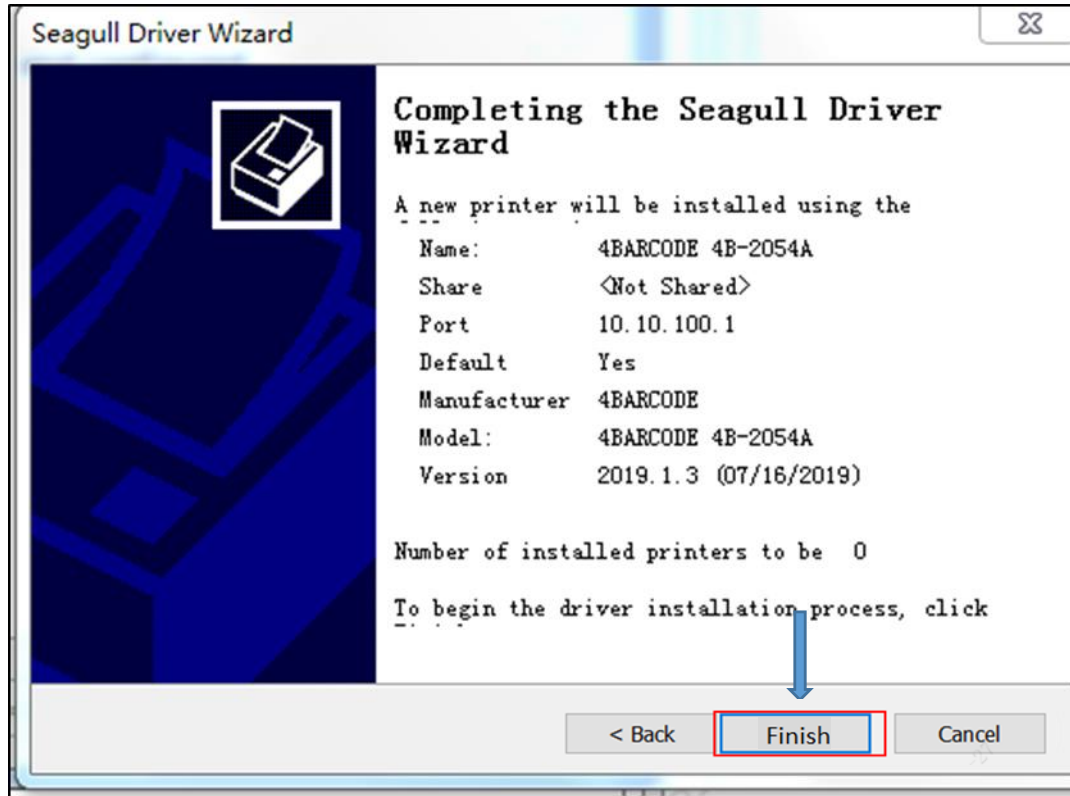 Seagull Driver Wizard
Completing the Seagull Driver
Wizard
A new printer will be installed using the
Name: 4BARCODE 4B-2054A
Share <Not Shared>
Port 10.10.100.1
Default Yes
Manufacturer 4BARCODE
Model: 4BARCODE 4B-2054A
Version 2019.1.3 (07/16/2019)
Number of installed printers to be 0
To begin the driver installation process, click
< Back Finish Cancel